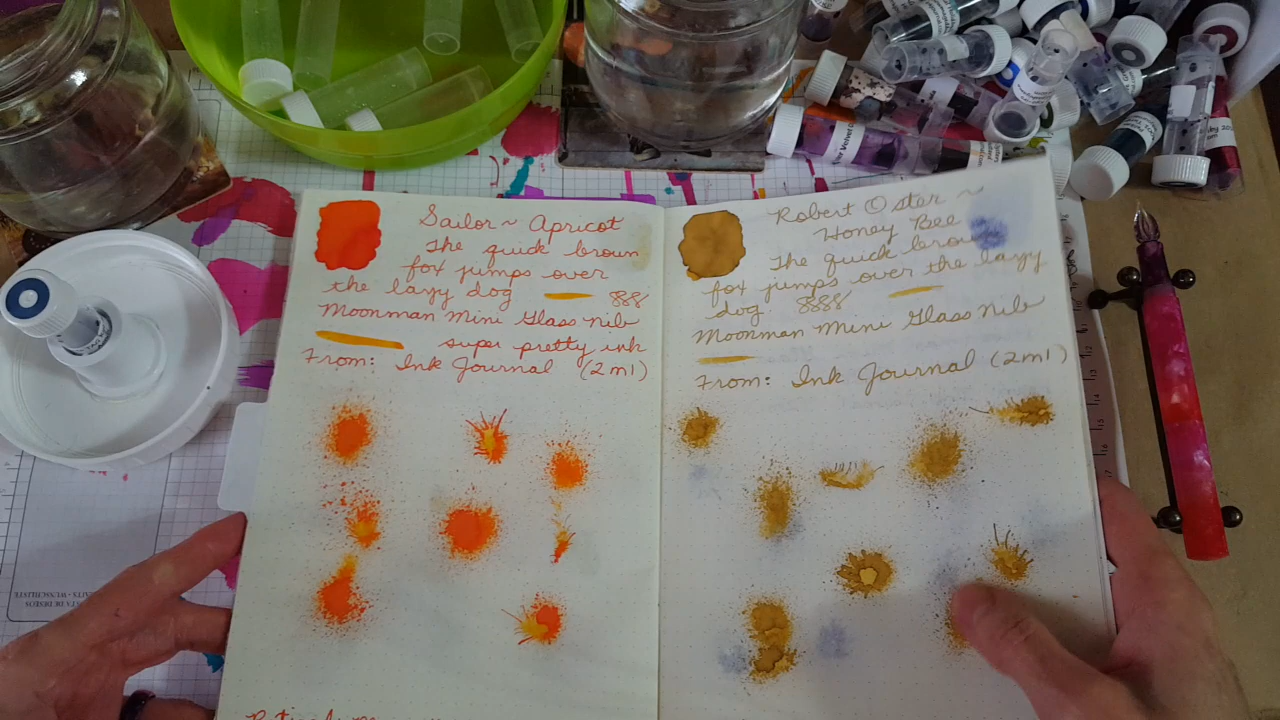 Sailor ~ Apricot
The quick brown
fox jumps over
the lazy dog 888
Moonman Mini Glass Nib
super pretty ink
From: Ink Journal (2ml)
Robert Oster ~
Honey Bee
The quick brown
fox jumps over the lazy
dog 8888
Moonman Mini Glass Nib
From: Ink Journal (2ml)